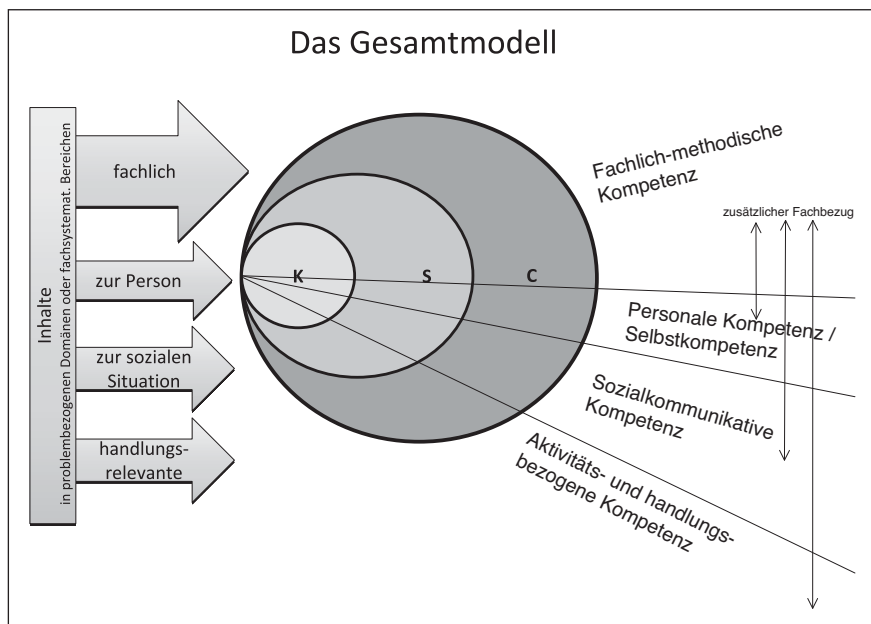 Das Gesamtmodell
Inhalte
in problembezogenen Domänen oder fachsystemat. Bereichen
fachlich
zur Person
zur sozialen
Situation
handlungs-
relevante
K
S
C
Fachlich-methodische
Kompetenz
zusätzlicher Fachbezug
Personale Kompetenz /
Selbstkompetenz
Sozialkommunikative
Kompetenz
Aktivitäts- und handlungs-
bezogene Kompetenz